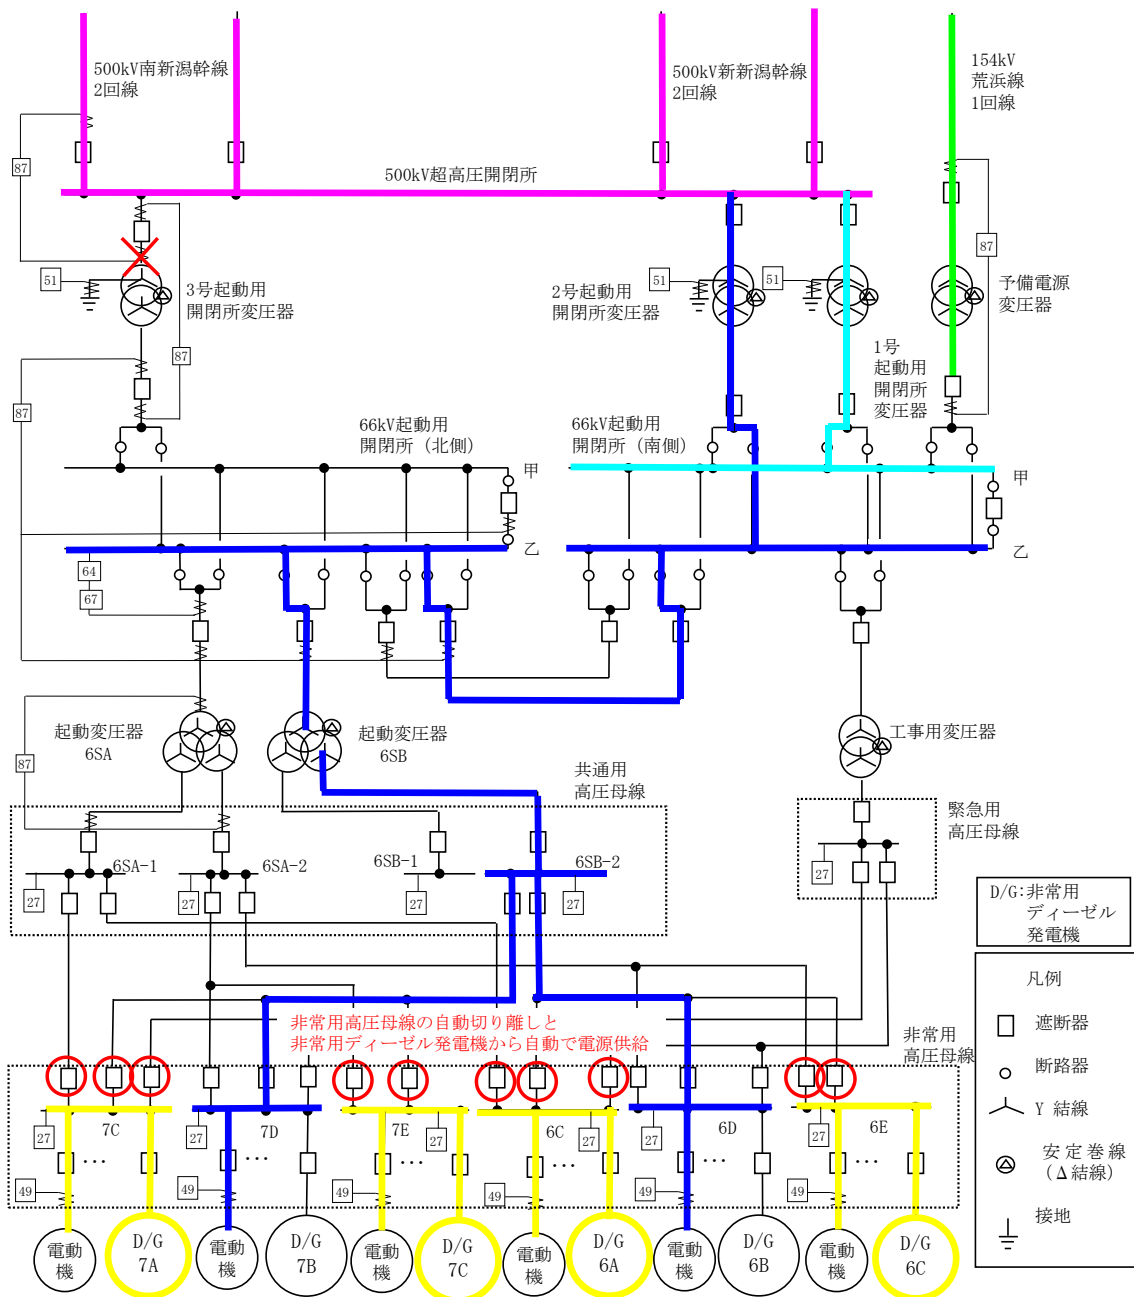 500kV南新潟幹線
2回線
500kV新新潟幹線
2回線
154kV
荒浜線
1回線
87
500kV超高圧開閉所
87
51
3号起動用
開閉所変圧器
51
2号起動用
開閉所変圧器
51
予備電源
変圧器
87
1号
起動用
開閉所
変圧器
87
66kV起動用
開閉所（北側）
66kV起動用
開閉所（南側）
甲
甲
乙
乙
64
67
起動変圧器
6SA
起動変圧器
6SB
工事用変圧器
87
共通用
高圧母線
緊急用
高圧母線
6SA-1
6SA-2
6SB-1
6SB-2
27
27
27
27
27
D/G:非常用
ディーゼル
発電機
凡例
遮断器
断路器
Y 結線
安定巻線
(Δ結線)
接地
非常用高圧母線の自動切り離しと
非常用ディーゼル発電機から自動で電源供給
非常用
高圧母線
7C
7D
7E
6C
6D
6E
27
27
27
27
27
27
…
…
…
…
…
…
49
49
49
49
49
49
電動
機
D/G
7A
電動
機
D/G
7B
電動
機
D/G
7C
電動
機
D/G
6A
電動
機
D/G
6B
電動
機
D/G
6C